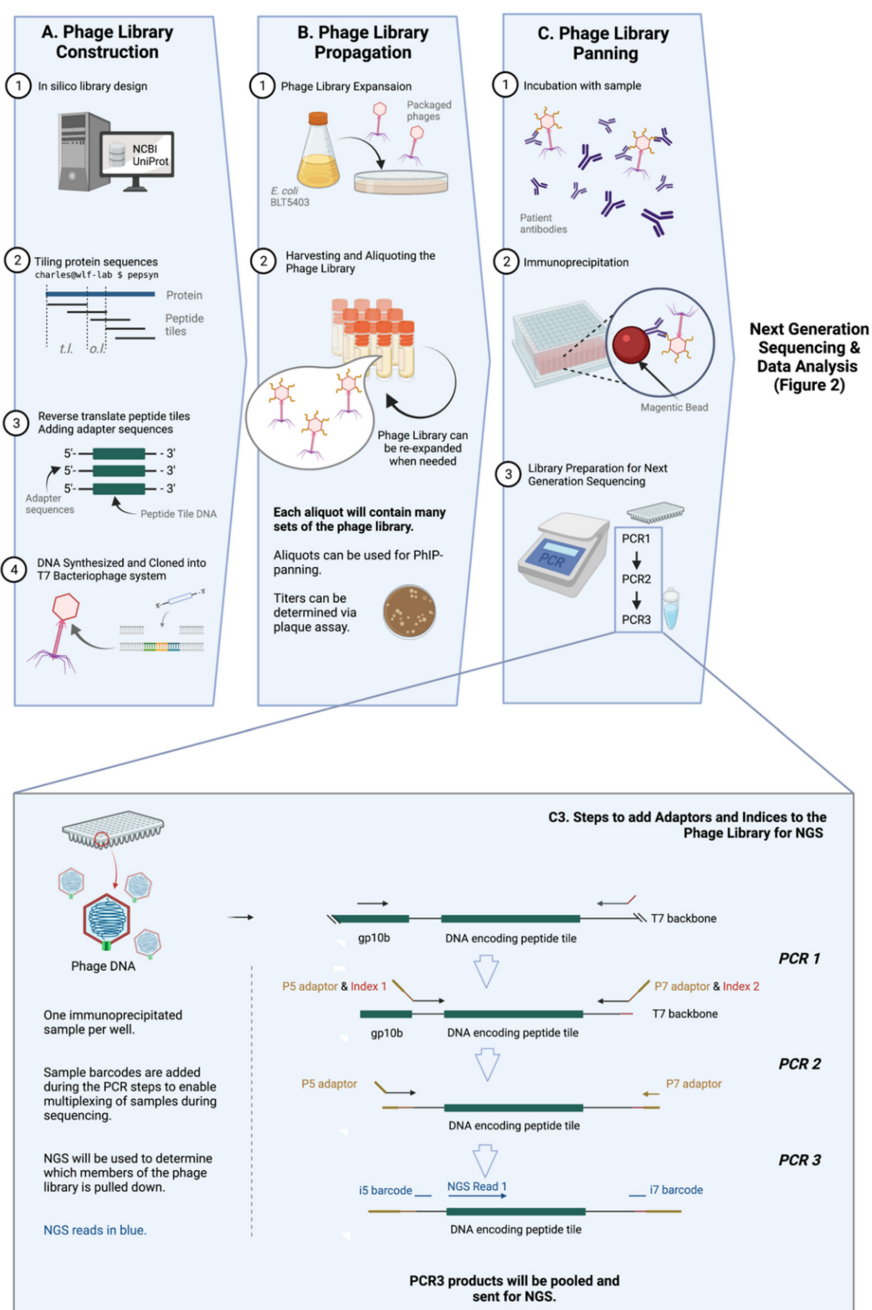 A. Phage Library
Construction
1
In silico library design
NCBI
UniProt
2
Tiling protein sequences
charles@wlf-lab $ pepsyn
Protein
Peptide
tiles
t.l.
o.l.
3
Reverse translate peptide tiles
Adding adapter sequences
5'-
- 3'
5'-
- 3'
5'-
- 3'
Adapter
sequences
Peptide Tile DNA
4
DNA Synthesized and Cloned into
T7 Bacteriophage system
5'
5'
B. Phage Library
Propagation
1
Phage Library Expansaion
Packaged
phages
E. coli
BLT5403
2
Harvesting and Aliquoting the
Phage Library
Phage Library can
be re-expanded
when needed
Each aliquot will contain many
sets of the phage library.
Aliquots can be used for PhIP-
panning.
Titers can be
determined via
plaque assay.
C. Phage Library
Panning
1
Incubation with sample
Patient
antibodies
2
Immunoprecipitation
Magentic Bead
3
Library Preparation for Next
Generation Sequencing
PCR
PCR1
PCR2
PCR3
Next Generation
Sequencing &
Data Analysis
(Figure 2)
C3. Steps to add Adaptors and Indices to the
Phage Library for NGS
Phage DNA
One immunoprecipitated
sample per well.
Sample barcodes are added
during the PCR steps to enable
multiplexing of samples during
sequencing.
NGS will be used to determine
which members of the phage
library is pulled down.
NGS reads in blue.
T7 backbone
gp10b
DNA encoding peptide tile
PCR 1
P5 adaptor & Index 1
P7 adaptor & Index 2
T7 backbone
gp10b
DNA encoding peptide tile
PCR 2
P5 adaptor
P7 adaptor
DNA encoding peptide tile
PCR 3
i5 barcode
NGS Read 1
i7 barcode
DNA encoding peptide tile
PCR3 products will be pooled and
sent for NGS.